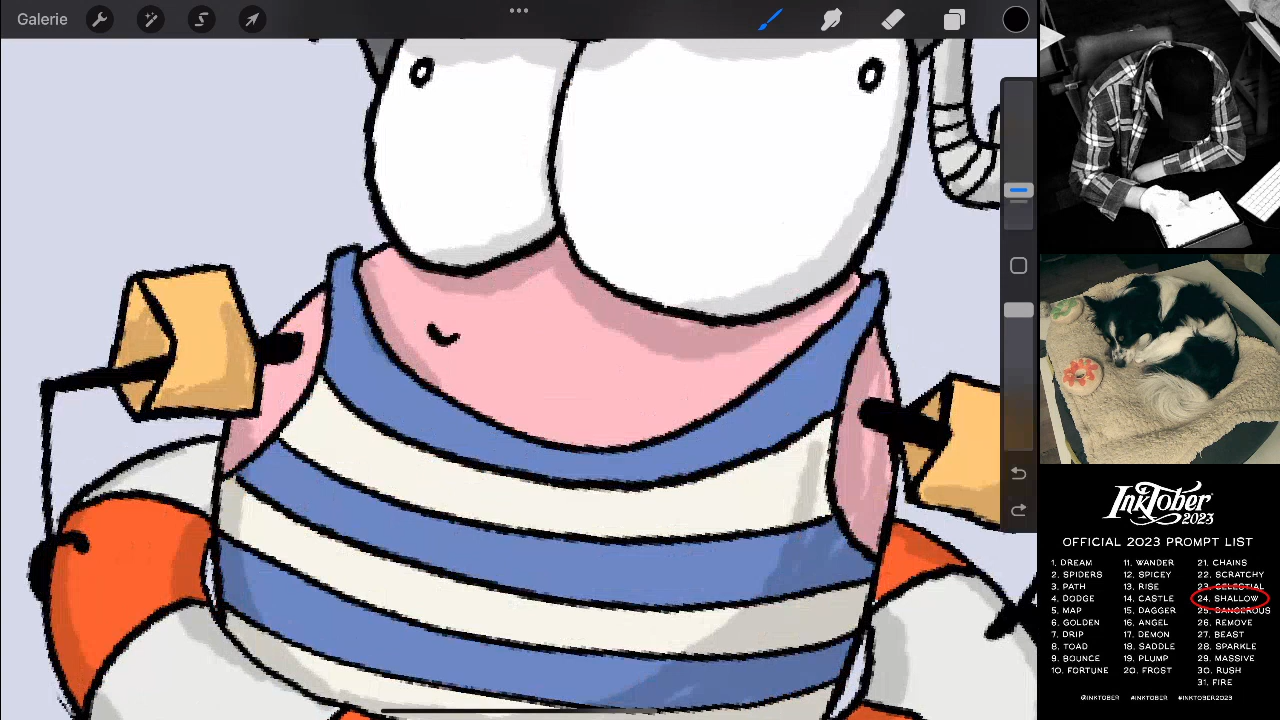 Galerie
INKTOBER
2023
OFFICIAL 2023 PROMPT LIST
1. DREAM
2. SPIDERS
3. PATH
4. DODGE
5. MAP
6. GOLDEN
7. DRIP
8. TOAD
9. BOUNCE
10. FORTUNE
11. WANDER
12. SPICEY
13. RISE
14. CASTLE
15. DAGGER
16. ANGEL
17. DEMON
18. SADDLE
19. PLUMP
20. FROST
21. CHAINS
22. SCRATCHY
23. CELESTIAL
24. SHALLOW
25. DANGEROUS
26. REMOVE
27. BEAST
28. SPARKLE
29. MASSIVE
30. RUSH
31. FIRE
@INKTOBER #INKTOBER #INKTOBER2023